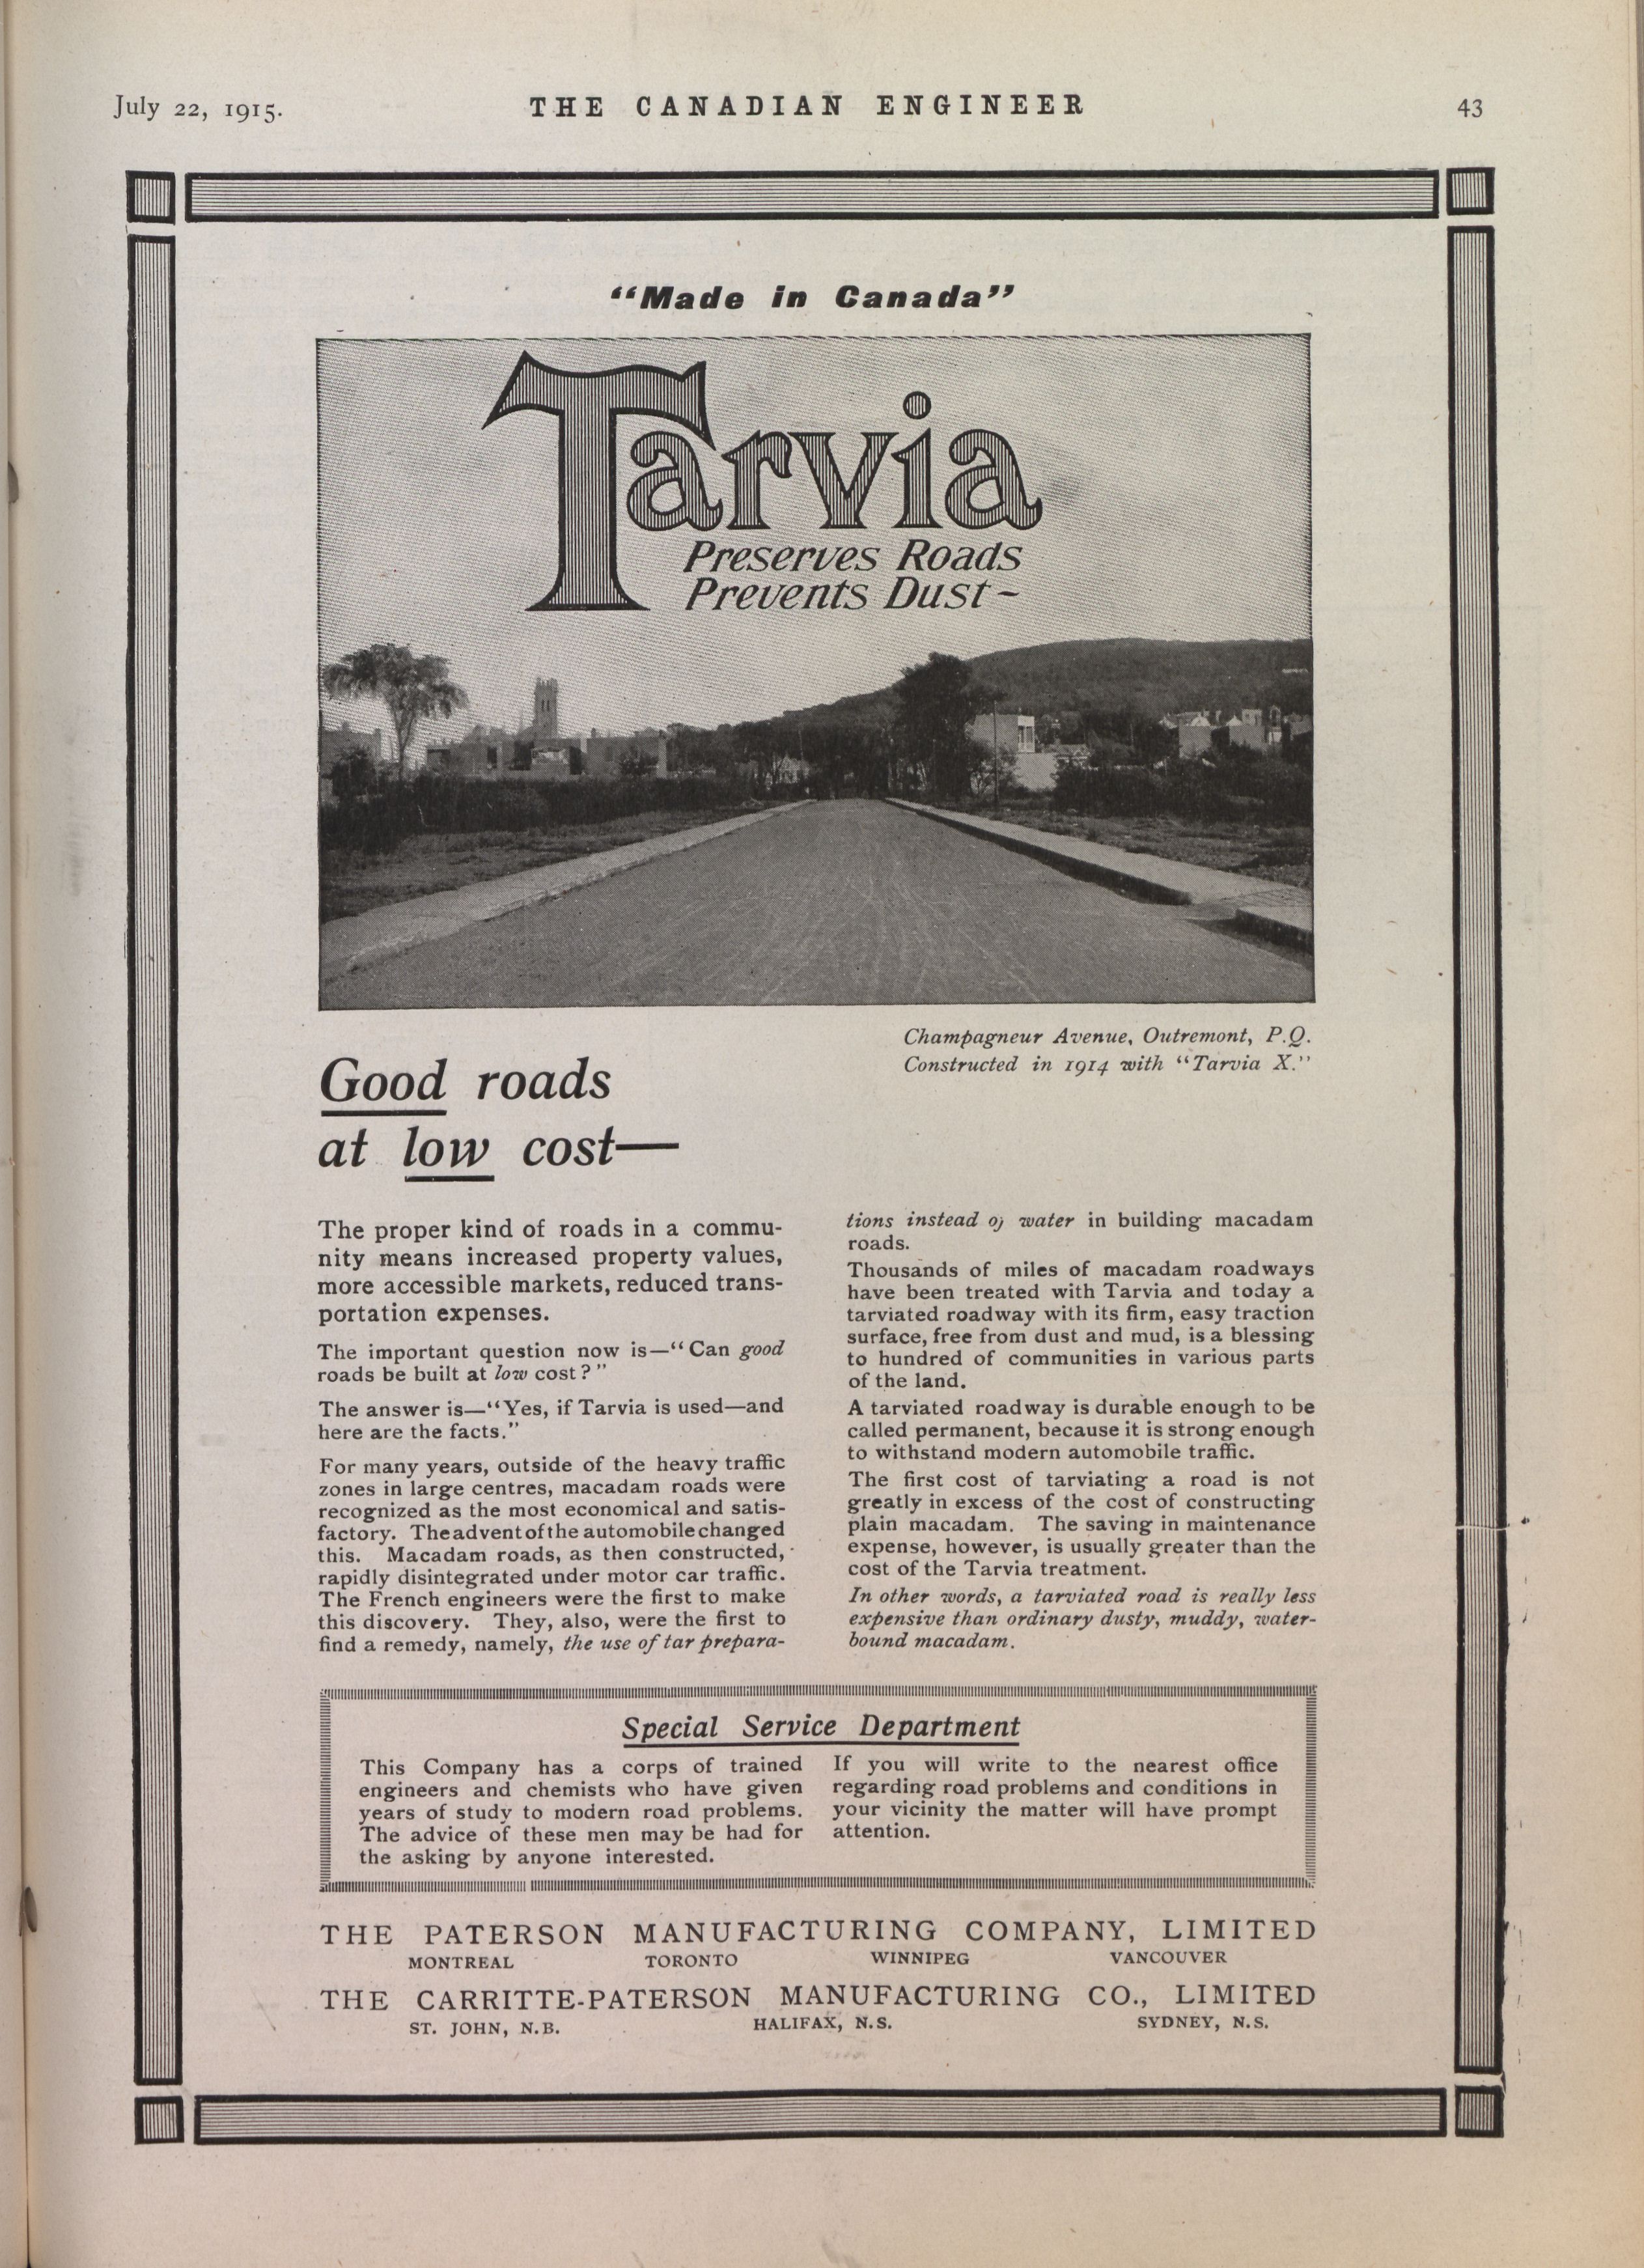 July 22, 1915.
THE CANADIAN ENGINEER
43
“Made in Canada”
Tarvia
Preserves Roads
Prevents Dust~
Champagneur Avenue, Outremont, P.Q.
Constructed in 1914 with “Tarvia X.”
Good roads
at low cost—
The proper kind of roads in a commu-
nity means increased property values,
more accessible markets, reduced trans-
portation expenses.
The important question now is—“Can good
roads be built at low cost?”
The answer is—“Yes, if Tarvia is used—and
here are the facts.”
For many years, outside of the heavy traffic
zones in large centres, macadam roads were
recognized as the most economical and satis-
factory. The advent of the automobile changed
this. Macadam roads, as then constructed,
rapidly disintegrated under motor car traffic.
The French engineers were the first to make
this discovery. They, also, were the first to
find a remedy, namely, the use of tar prepara-
tions instead of water in building macadam
roads.
Thousands of miles of macadam roadways
have been treated with Tarvia and today a
tarviated roadway with its firm, easy traction
surface, free from dust and mud, is a blessing
to hundred of communities in various parts
of the land.
A tarviated roadway is durable enough to be
called permanent, because it is strong enough
to withstand modern automobile traffic.
The first cost of tarviating a road is not
greatly in excess of the cost of constructing
plain macadam. The saving in maintenance
expense, however, is usually greater than the
cost of the Tarvia treatment.
In other words, a tarviated road is really less
expensive than ordinary dusty, muddy, water-
bound macadam.
Special Service Department
This Company has a corps of trained
engineers and chemists who have given
years of study to modern road problems.
The advice of these men may be had for
the asking by anyone interested.
If you will write to the nearest office
regarding road problems and conditions in
your vicinity the matter will have prompt
attention.
THE PATERSON MANUFACTURING COMPANY, LIMITED
MONTREAL TORONTO WINNIPEG VANCOUVER
THE CARRITTE-PATERSON MANUFACTURING CO., LIMITED
ST. JOHN, N.B. HALIFAX, N.S. SYDNEY, N.S.